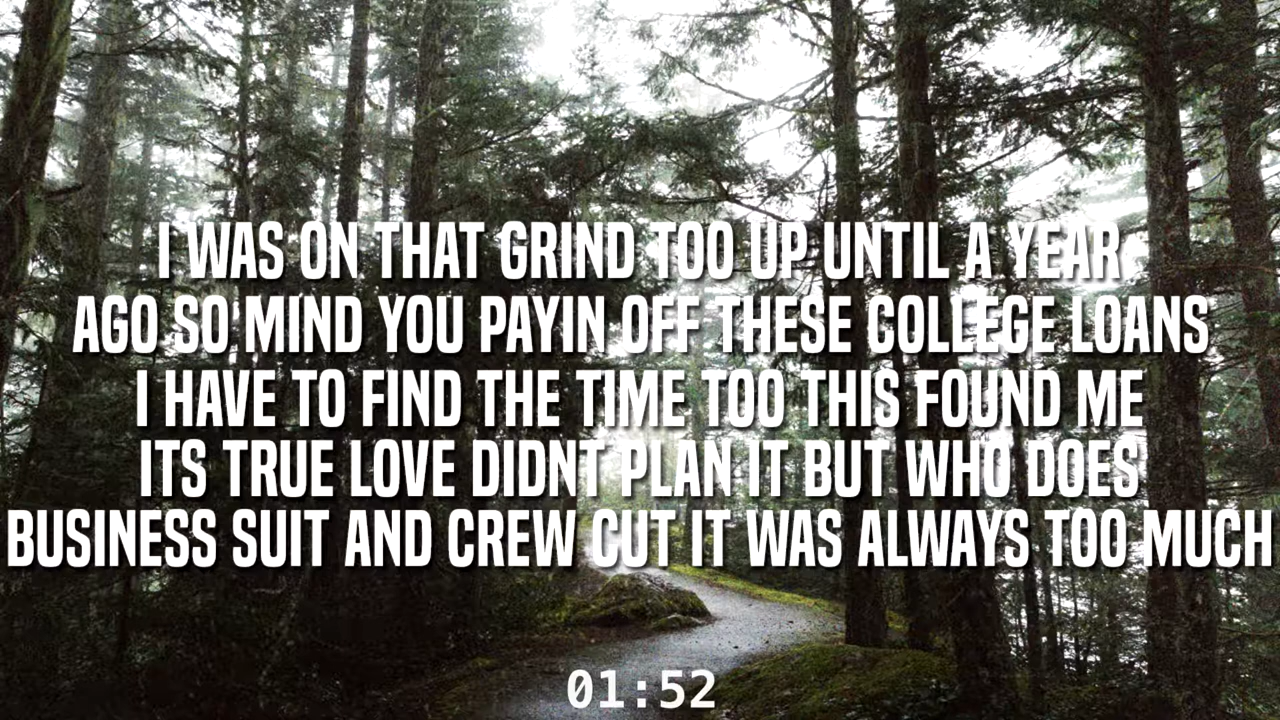 I WAS ON THAT GRIND TOO UP UNTIL A YEAR
AGO SO MIND YOU PAYIN OFF THESE COLLEGE LOANS
I HAVE TO FIND THE TIME TOO THIS FOUND ME
ITS TRUE LOVE DIDNT PLAN IT BUT WHO DOES
BUSINESS SUIT AND CREW CUT IT WAS ALWAYS TOO MUCH
01:52